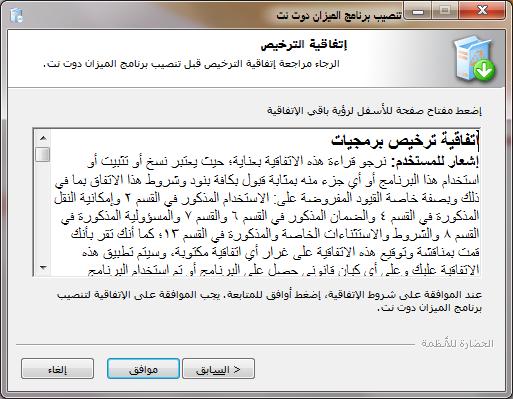 تنصيب برنامج الميزان دوت نت
إتفاقية الترخيص
الرجاء مراجعة إتفاقية الترخيص قبل تنصيب برنامج الميزان دوت نت.
إضغط مفتاح صفحة للأسفل لرؤية باقي الإتفاقية
اتفاقية ترخيص برمجيات
إشعار للمستخدم: نرجو قراءة هذه الاتفاقية بعناية؛ حيث يعتبر نسخ أو تثبيت أو
استخدام هذا البرنامج أو أي جزء منه بمثابة قبول بكافة بنود وشروط هذا الاتفاق بما في
ذلك وبصفة خاصة القيود المفروضة على: الاستخدام المذكور في القسم ٢ وإمكانية النقل
المذكورة في القسم ٤ والضمان المذكور في القسم ٦ والقسم ٧ والمسؤولية المذكورة في
القسم ٨ والشروط والاستثناءات الخاصة والمذكورة في القسم ١٣؛ كما أنك تقر بأنك
قمت بمناقشة وتوقيع هذه الاتفاقية على غرار أي اتفاقية مكتوبة، وسيتم تطبيق هذه
الاتفاقية عليك وعلى أي كيان قانوني حصل على البرنامج أو تم استخدام البرنامج
عند الموافقة على شروط الإتفاقية، إضغط أوافق للمتابعة. يجب الموافقة على الإتفاقية لتنصيب
برنامج الميزان دوت نت.
الحضارة للأنظمة
< السابق
موافق
إلغاء